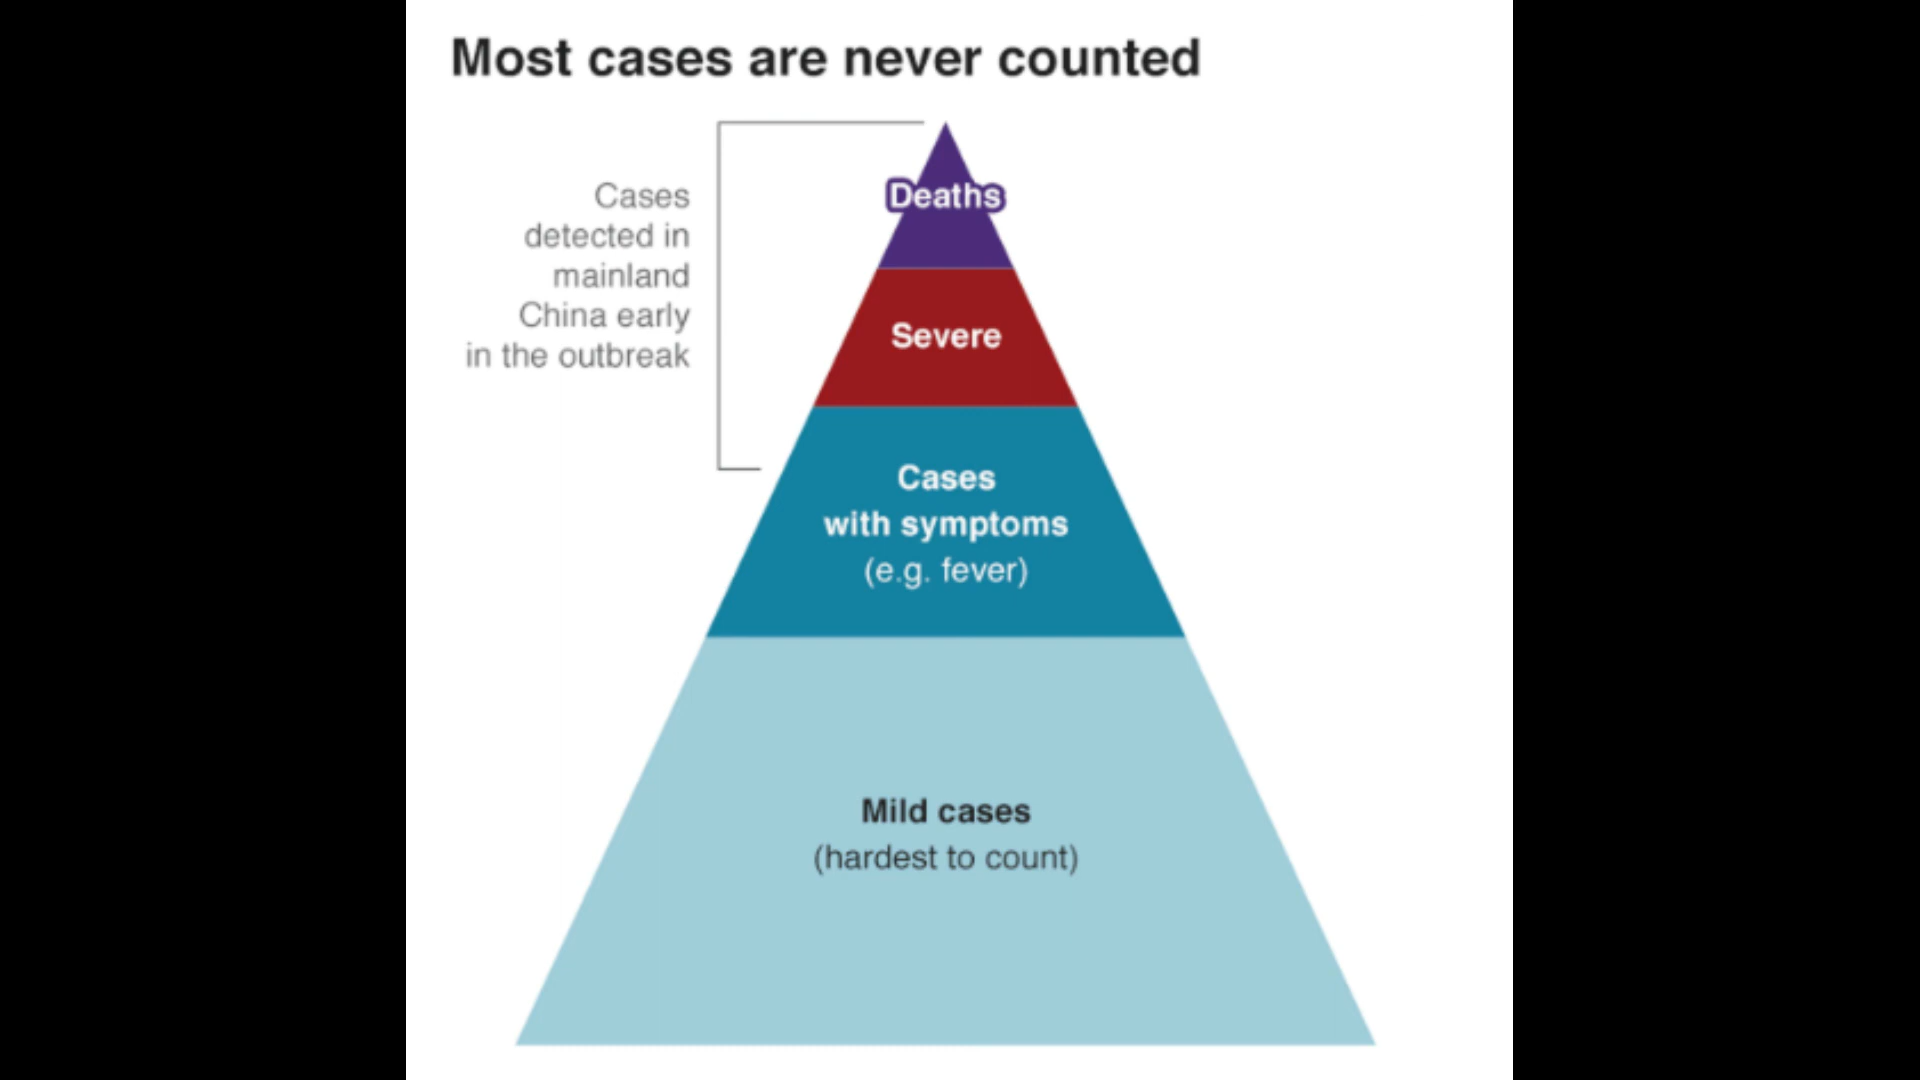 Most cases are never counted
Cases
detected in
mainland
China early
in the outbreak
Deaths
Severe
Cases
with symptoms
(e.g. fever)
Mild cases
(hardest to count)